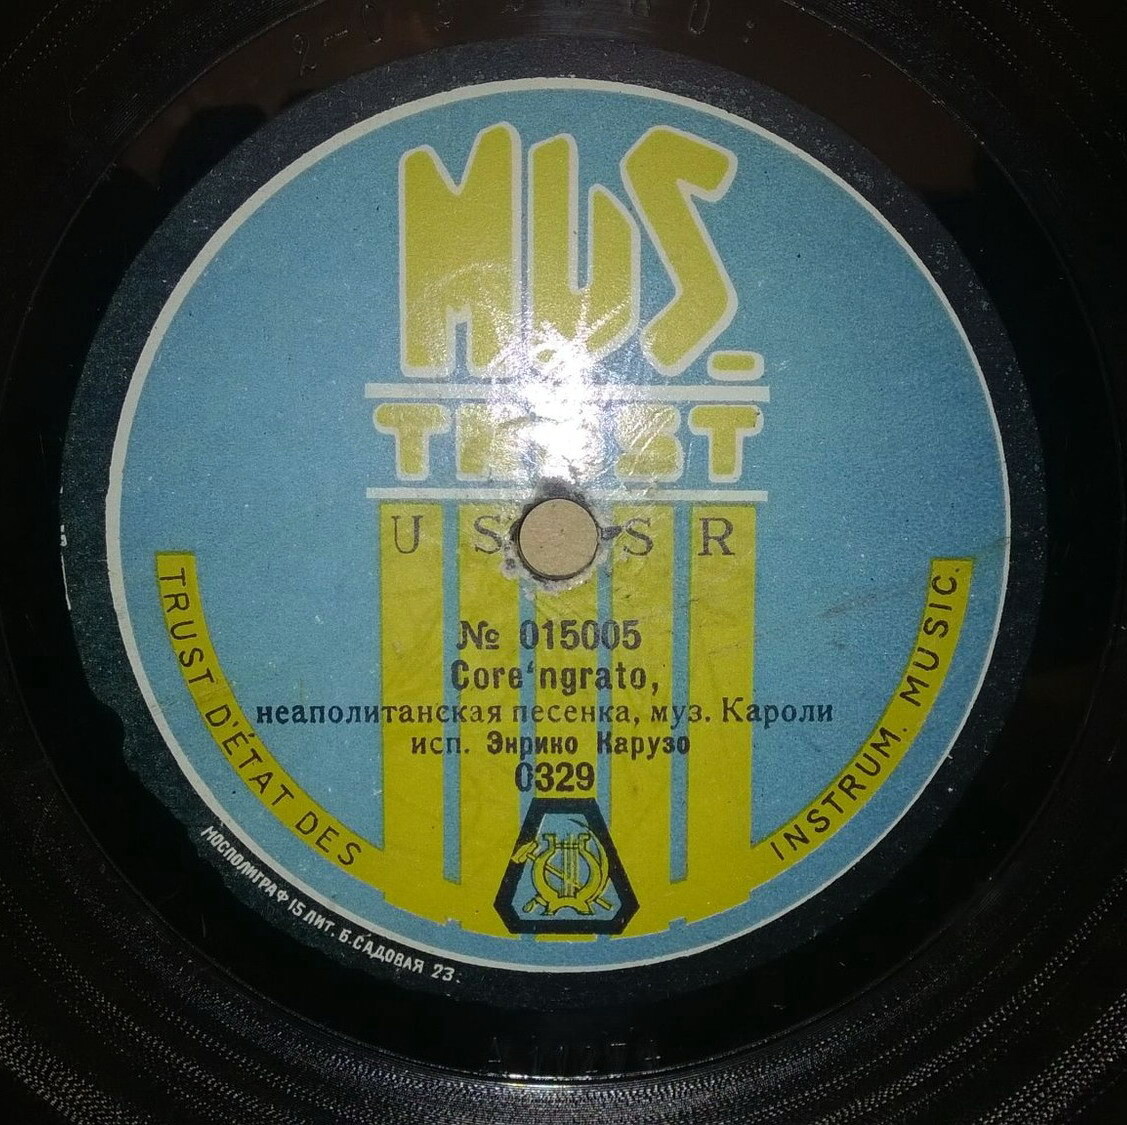 MUS.
TRUST
U S S R
№ 015005
Core'ngrato,
неаполитанская песенка, муз. Кароли
исп. Энрико Карузо
0329
TRUST D'ÉTAT DES
INSTRUM. MUSIC.
МОСПОЛИГРАФ 15 ЛИТ. Б. САДОВАЯ 23.